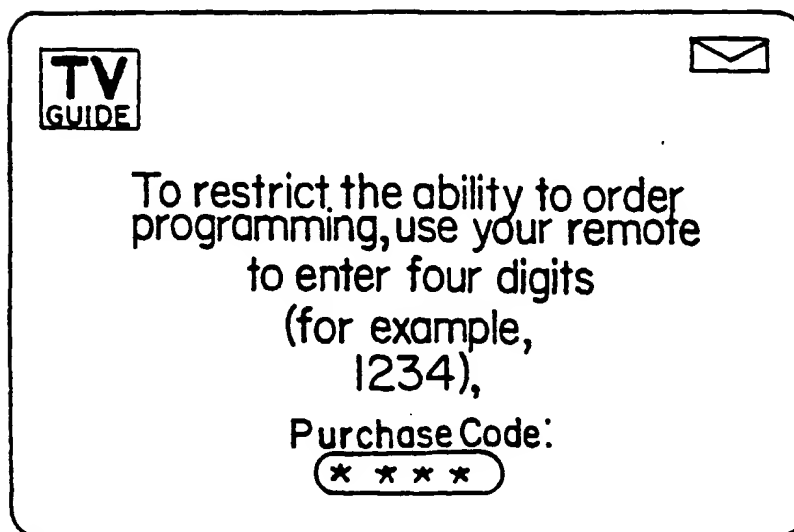 TV
GUIDE
To restrict the ability to order
programming, use your remote
to enter four digits
(for example,
1234),
Purchase Code:
* * * *